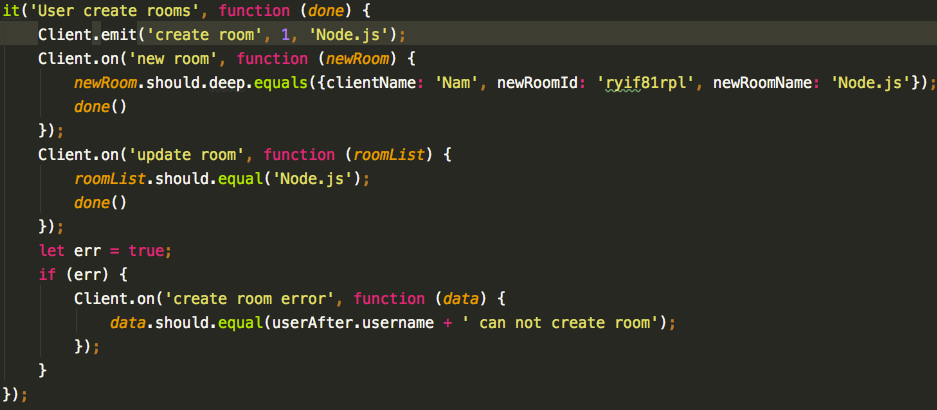 it('User create rooms', function (done) {
Client.emit('create room', 1, 'Node.js');
Client.on('new room', function (newRoom) {
newRoom.should.deep.equals({clientName: 'Nam', newRoomId: 'ryif81rpl', newRoomName: 'Node.js'});
done()
});
Client.on('update room', function (roomList) {
roomList.should.equal('Node.js');
done()
});
let err = true;
if (err) {
Client.on('create room error', function (data) {
data.should.equal(userAfter.username + ' can not create room');
});
}
});